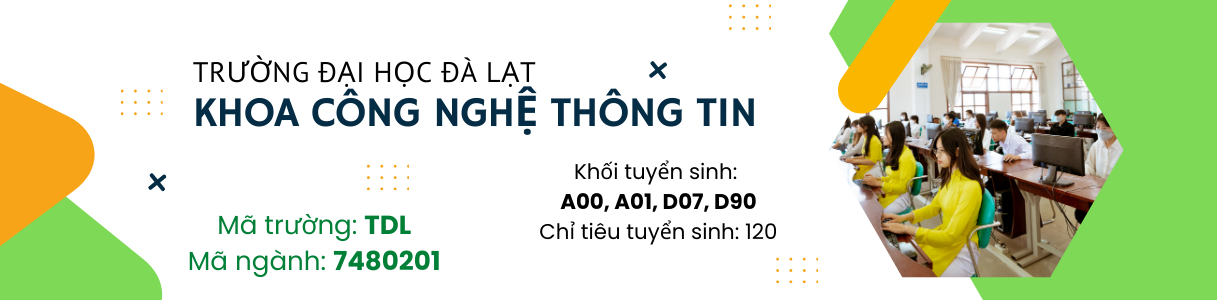 TRƯỜNG ĐẠI HỌC ĐÀ LẠT
KHOA CÔNG NGHỆ THÔNG TIN
Mã trường: TDL
Mã ngành: 7480201
Khối tuyển sinh:
A00, A01, D07, D90
Chỉ tiêu tuyển sinh: 120